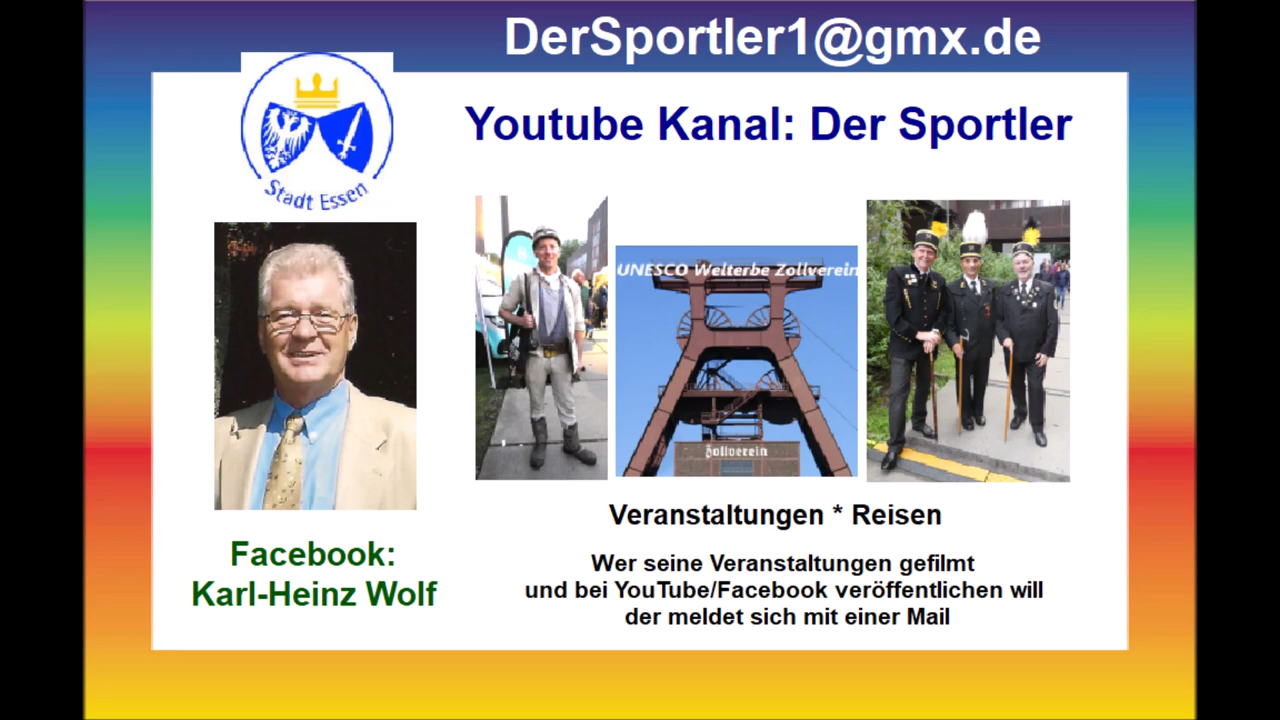 DerSportler1@gmx.de
Youtube Kanal: Der Sportler
Stadt Essen
UNESCO Welterbe Zollverein
Zollverein
Veranstaltungen * Reisen
Facebook:
Karl-Heinz Wolf
Wer seine Veranstaltungen gefilmt
und bei YouTube/Facebook veröffentlichen will
der meldet sich mit einer Mail